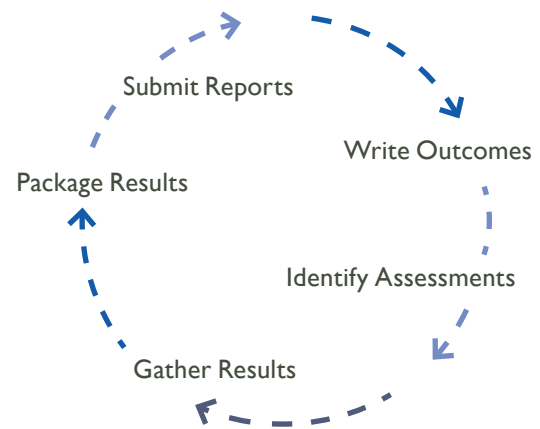 Submit Reports
Write Outcomes
Package Results
Identify Assessments
Gather Results